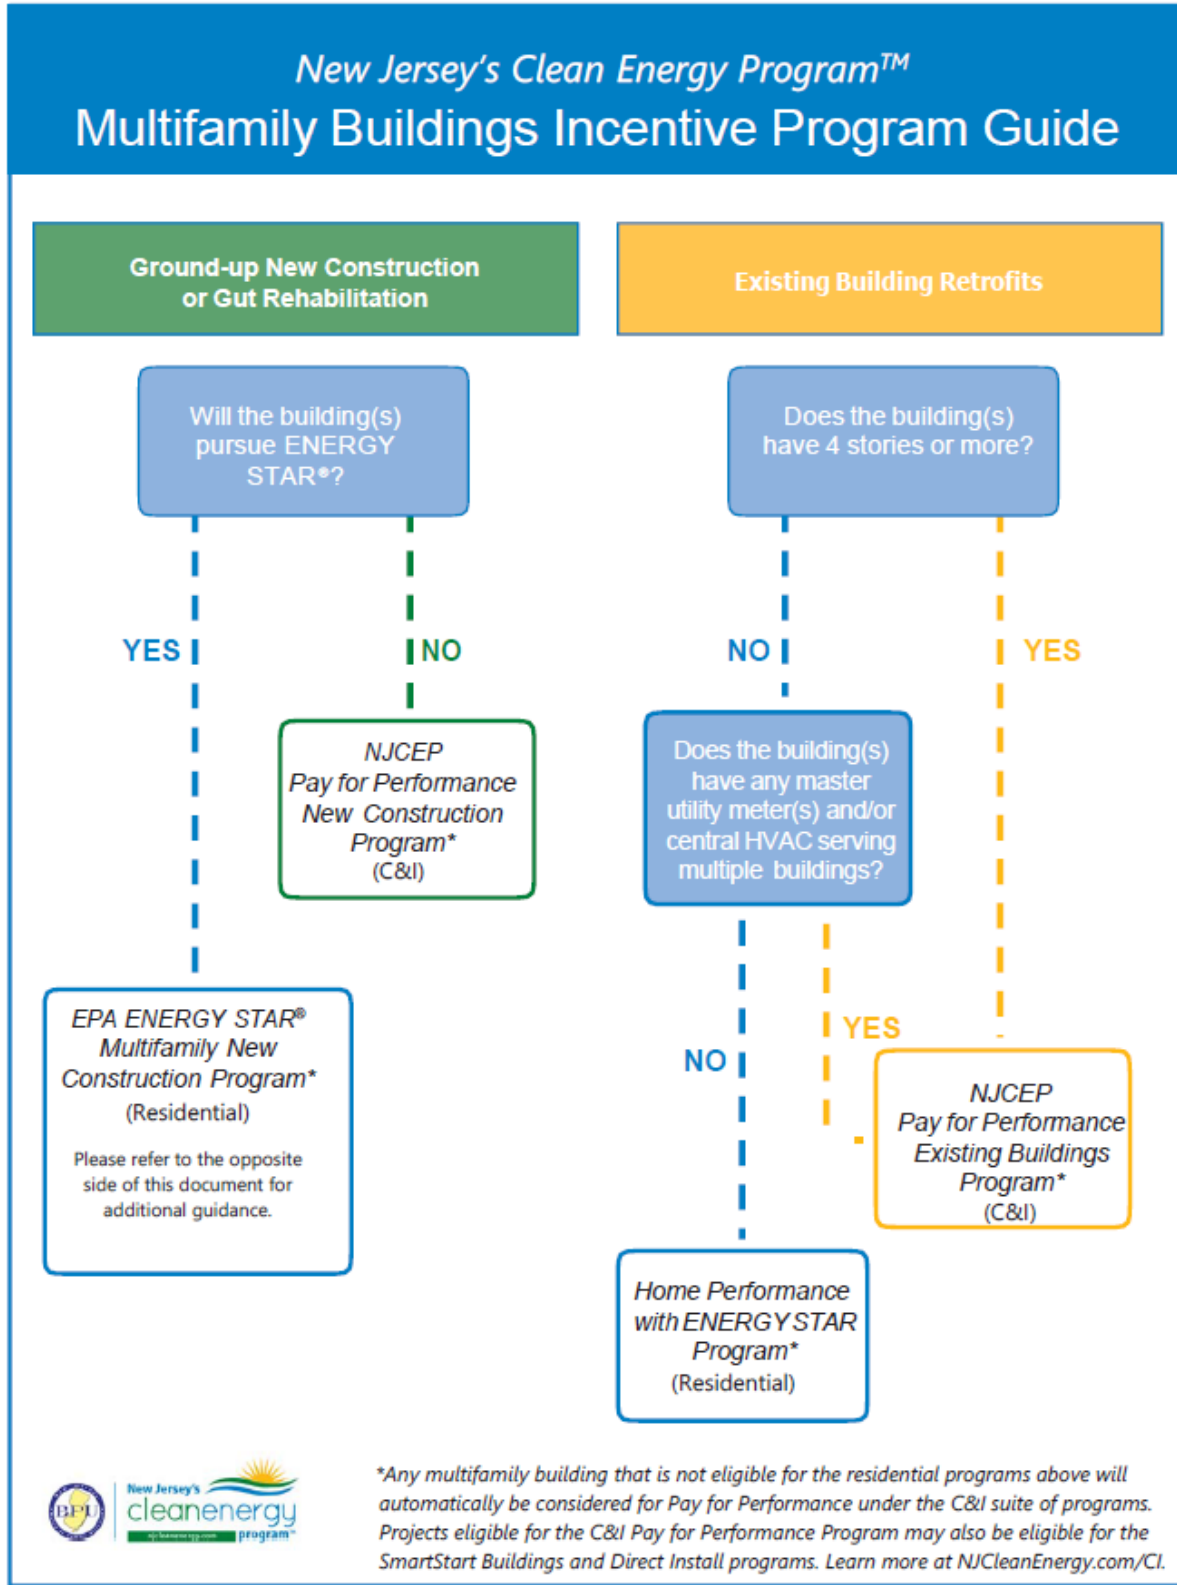 New Jersey's Clean Energy Program™
Multifamily Buildings Incentive Program Guide
Ground-up New Construction
or Gut Rehabilitation
Existing Building Retrofits
Will the building(s)
pursue ENERGY
STAR®?
Does the building(s)
have 4 stories or more?
YES
NO
NO
YES
NJCEP
Pay for Performance
New Construction
Program*
(C&I)
Does the building(s)
have any master
utility meter(s) and/or
central HVAC serving
multiple buildings?
EPA ENERGY STAR®
Multifamily New
Construction Program*
(Residential)
Please refer to the opposite
side of this document for
additional guidance.
NO
YES
NJCEP
Pay for Performance
Existing Buildings
Program*
(C&I)
Home Performance
with ENERGY STAR
Program*
(Residential)
BPU
New Jersey's
cleanenergy
njcleanenergy.com
program™
*Any multifamily building that is not eligible for the residential programs above will
automatically be considered for Pay for Performance under the C&I suite of programs.
Projects eligible for the C&I Pay for Performance Program may also be eligible for the
SmartStart Buildings and Direct Install programs. Learn more at NJCleanEnergy.com/CI.